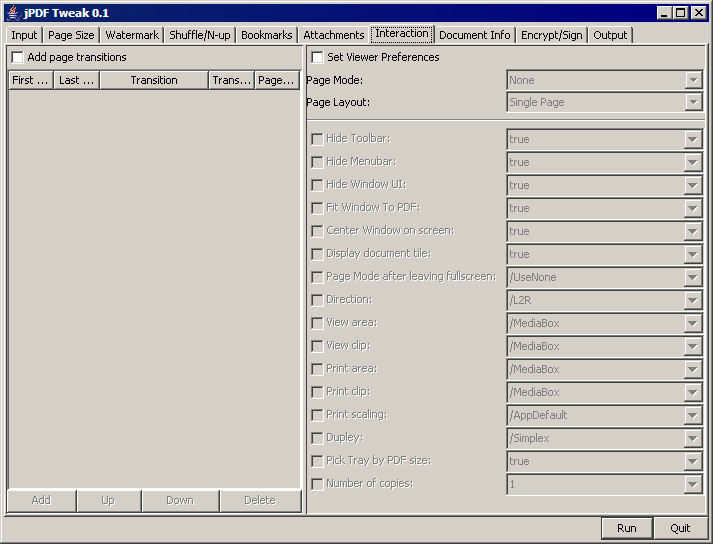 jPDF Tweak 0.1
Input Page Size Watermark Shuffle/N-up Bookmarks Attachments Interaction Document Info Encrypt/Sign Output
Add page transitions
First ... Last ... Transition Trans... Page...
Add Up Down Delete
Set Viewer Preferences
Page Mode: None
Page Layout: Single Page
Hide Toolbar: true
Hide Menubar: true
Hide Window UI: true
Fit Window To PDF: true
Center Window on screen: true
Display document tile: true
Page Mode after leaving fullscreen: /UseNone
Direction: /L2R
View area: /MediaBox
View clip: /MediaBox
Print area: /MediaBox
Print clip: /MediaBox
Print scaling: /AppDefault
Dupley: /Simplex
Pick Tray by PDF size: true
Number of copies: 1
Run Quit